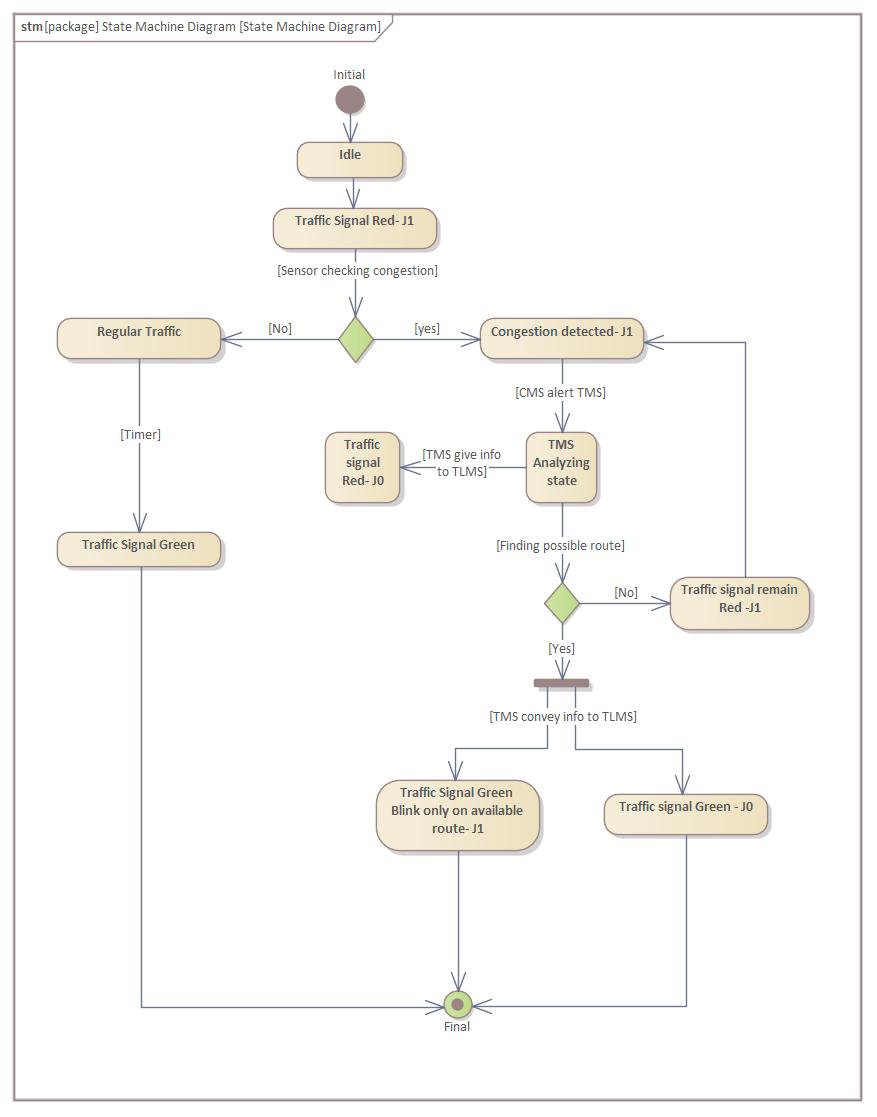 stm [package] State Machine Diagram [State Machine Diagram]
Initial
Idle
Traffic Signal Red- J1
[Sensor checking congestion]
[No]
[yes]
Regular Traffic
Congestion detected- J1
[CMS alert TMS]
[Timer]
Traffic
signal
Red- J0
[TMS give info
to TLMS]
TMS
Analyzing
state
Traffic Signal Green
[Finding possible route]
[No]
Traffic signal remain
Red -J1
[Yes]
[TMS convey info to TLMS]
Traffic Signal Green
Blink only on available
route- J1
Traffic signal Green - J0
Final